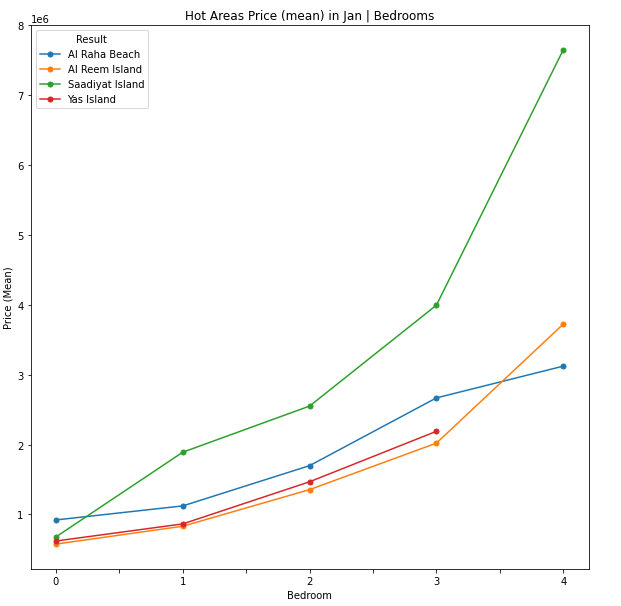 Hot Areas Price (mean) in Jan | Bedrooms
1e6
Result
Al Raha Beach
Al Reem Island
Saadiyat Island
Yas Island
8
7
6
5
4
3
2
1
Price (Mean)
0 1 2 3 4
Bedroom